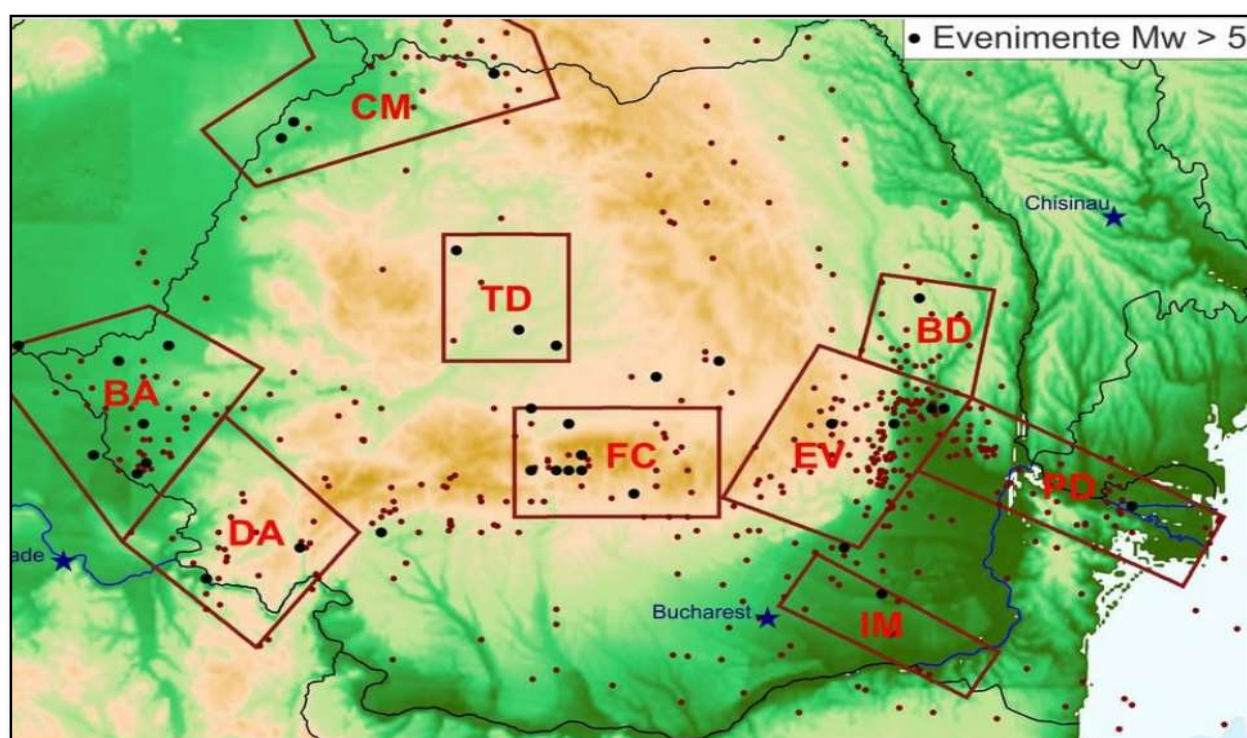 • Evenimente Mw > 5
CM
Chisinau
TD
BD
BA
FC
EV
PD
DA
ade
Bucharest
IM